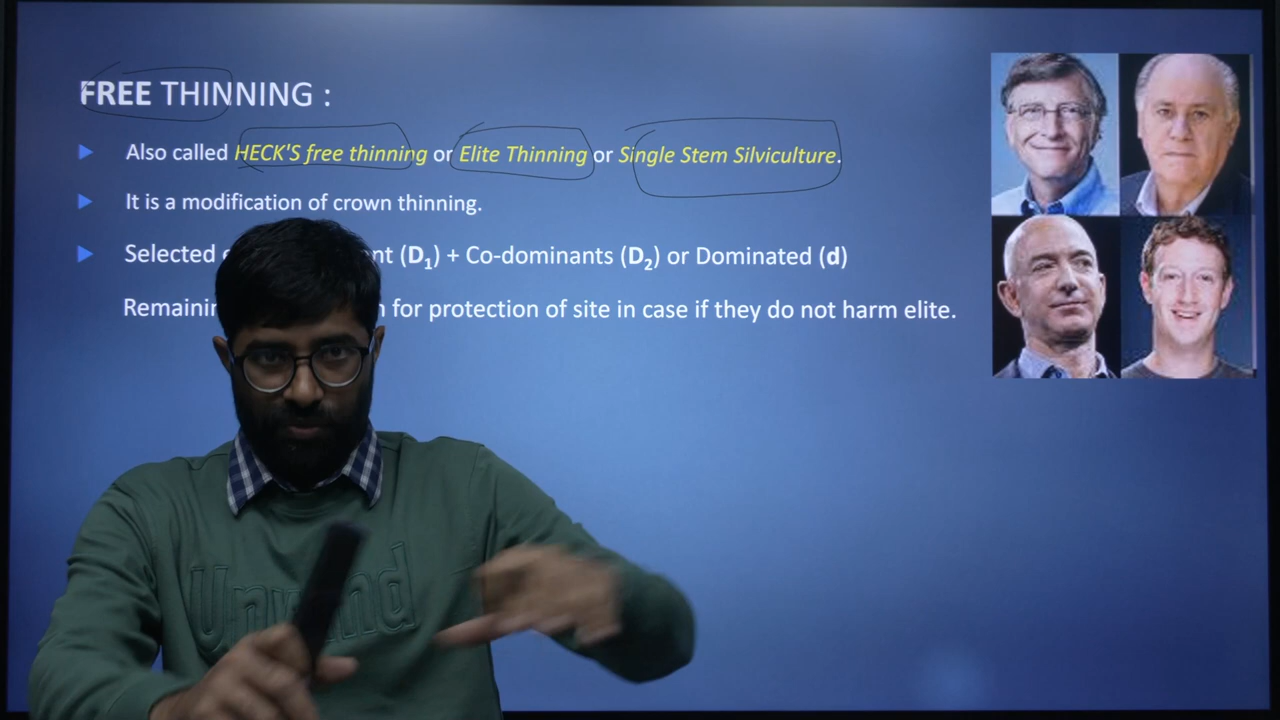 FREE THINNING :
Also called HECK'S free thinning or Elite Thinning or Single Stem Silviculture.
It is a modification of crown thinning.
Selected nt (D1) + Co-dominants (D2) or Dominated (d)
for protection of site in case if they do not harm elite.
Unwind